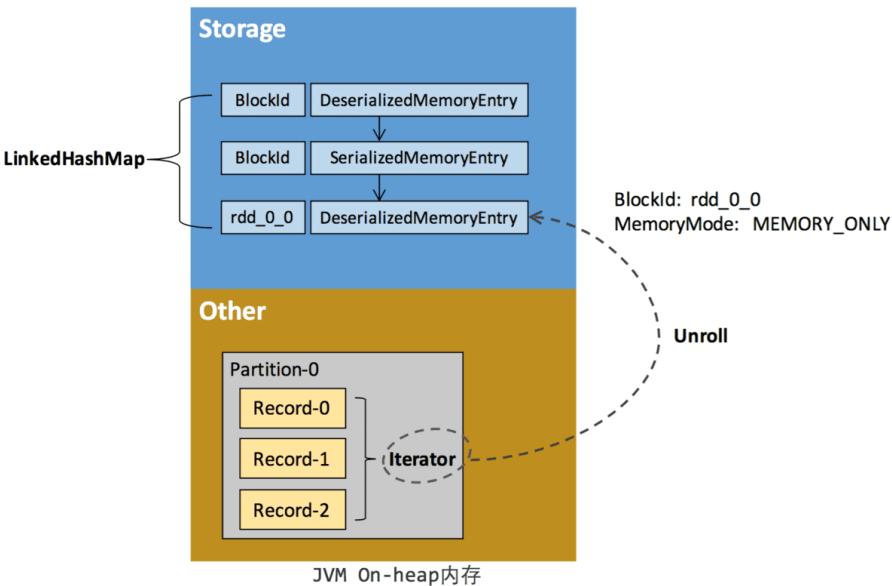 Storage
BlockId DeserializedMemoryEntry
LinkedHashMap
BlockId SerializedMemoryEntry
rdd_0_0 DeserializedMemoryEntry
BlockId: rdd_0_0
MemoryMode: MEMORY_ONLY
Other
Unroll
Partition-0
Record-0
Record-1
Iterator
Record-2
JVM On-heap内存